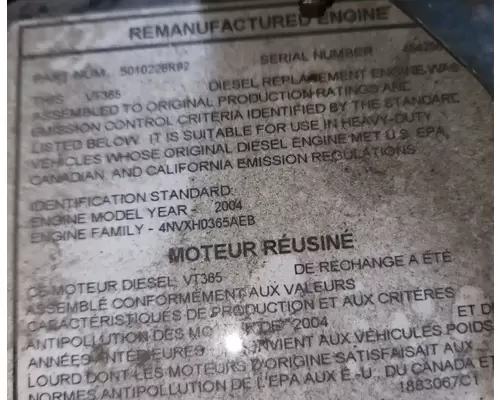 REMANUFACTURED ENGINE
PART NUM. 5010226R92 SERIAL NUMBER
THIS VT365 DIESEL REPLACEMENT ENGINE WAS
ASSEMBLED TO ORIGINAL PRODUCTION RATINGS AND
EMISSION CONTROL CRITERIA IDENTIFIED BY THE STANDARD
LISTED BELOW. IT IS SUITABLE FOR USE IN HEAVY-DUTY
VEHICLES WHOSE ORIGINAL DIESEL ENGINE MET U.S. EPA,
CANADIAN, AND CALIFORNIA EMISSION REGULATIONS.
IDENTIFICATION STANDARD:
ENGINE MODEL YEAR - 2004
ENGINE FAMILY - 4NVXH0365AEB
MOTEUR RÉUSINÉ
CE MOTEUR DIESEL VT365 DE RECHANGE A ÉTÉ
ASSEMBLÉ CONFORMÉMENT AUX VALEURS
CARACTÉRISTIQUES DE PRODUCTION ET AUX CRITÈRES
ANTIPOLLUTION DES DE 2004 ET
ANNÉES ANTÉRIEURES AUX VÉHICULES POIDS
LOURD DONT LES MOTEURS D'ORIGINE SATISFAISAIT AUX
NORMES ANTIPOLLUTION DE L'EPA AUX É.-U., DU CANADA ET
1883067C1